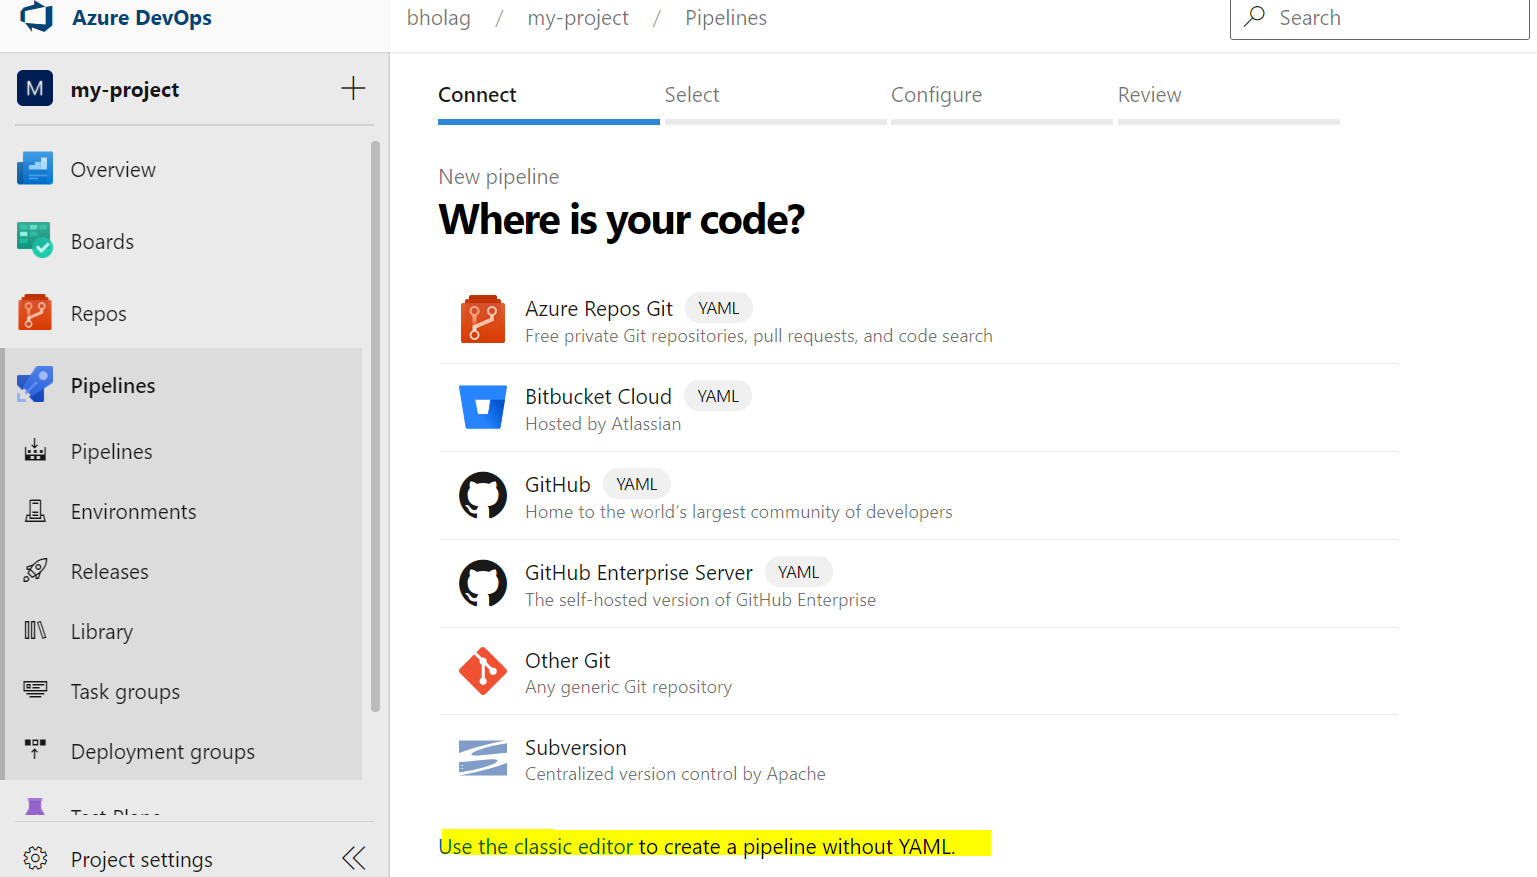 Azure DevOps
bholag / my-project / Pipelines
Search
M my-project
Overview
Boards
Repos
Pipelines
Pipelines
Environments
Releases
Library
Task groups
Deployment groups
Test Plans
Project settings
Connect Select Configure Review
New pipeline
Where is your code?
Azure Repos Git YAML
Free private Git repositories, pull requests, and code search
Bitbucket Cloud YAML
Hosted by Atlassian
GitHub YAML
Home to the world's largest community of developers
GitHub Enterprise Server YAML
The self-hosted version of GitHub Enterprise
Other Git
Any generic Git repository
Subversion
Centralized version control by Apache
Use the classic editor to create a pipeline without YAML.